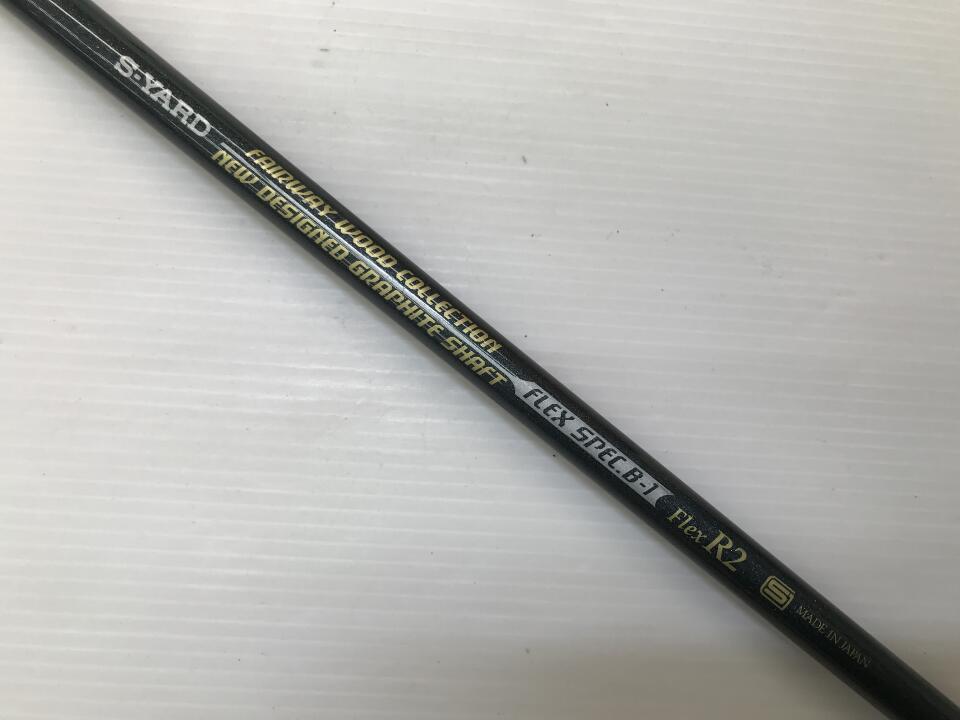 S-YARD
FAIRWAY WOOD COLLECTION
NEW DESIGNED GRAPHITE SHAFT
FLEX SPEC.B-1
Flex R2
S
MADE IN JAPAN